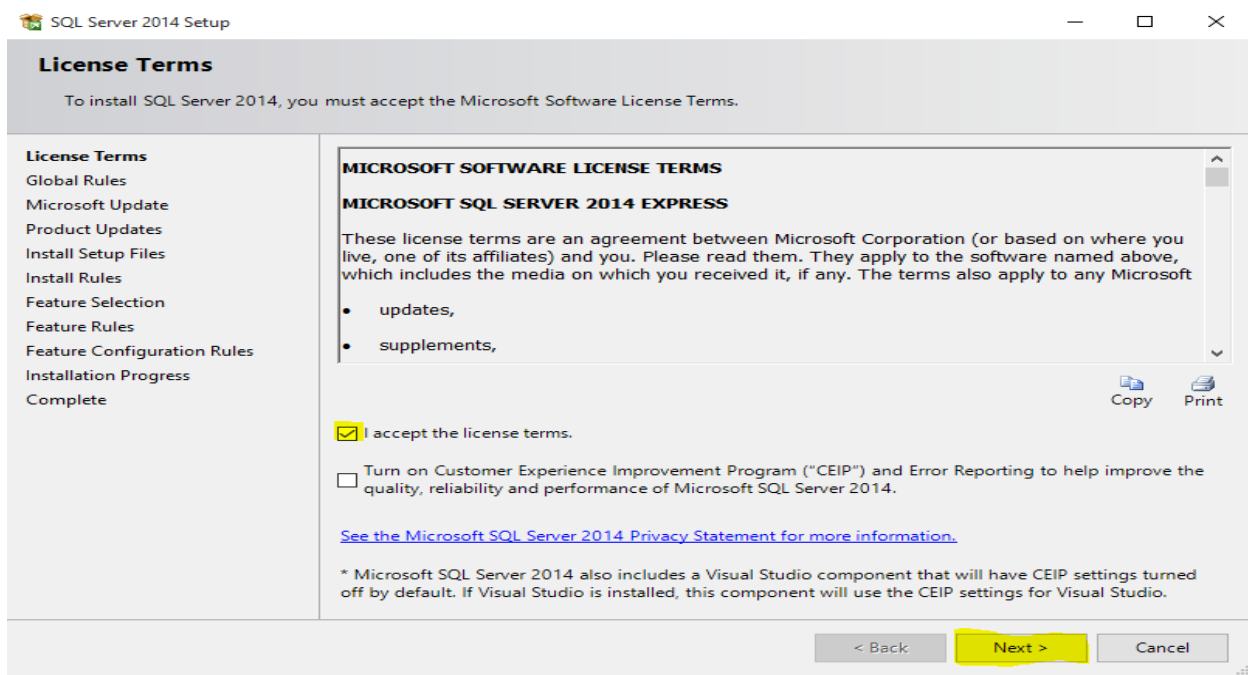 SQL Server 2014 Setup
License Terms
To install SQL Server 2014, you must accept the Microsoft Software License Terms.
License Terms
Global Rules
Microsoft Update
Product Updates
Install Setup Files
Install Rules
Feature Selection
Feature Rules
Feature Configuration Rules
Installation Progress
Complete
MICROSOFT SOFTWARE LICENSE TERMS
MICROSOFT SQL SERVER 2014 EXPRESS
These license terms are an agreement between Microsoft Corporation (or based on where you
live, one of its affiliates) and you. Please read them. They apply to the software named above,
which includes the media on which you received it, if any. The terms also apply to any Microsoft
• updates,
• supplements,
Copy Print
I accept the license terms.
Turn on Customer Experience Improvement Program ("CEIP") and Error Reporting to help improve the
quality, reliability and performance of Microsoft SQL Server 2014.
See the Microsoft SQL Server 2014 Privacy Statement for more information.
* Microsoft SQL Server 2014 also includes a Visual Studio component that will have CEIP settings turned
off by default. If Visual Studio is installed, this component will use the CEIP settings for Visual Studio.
< Back Next > Cancel